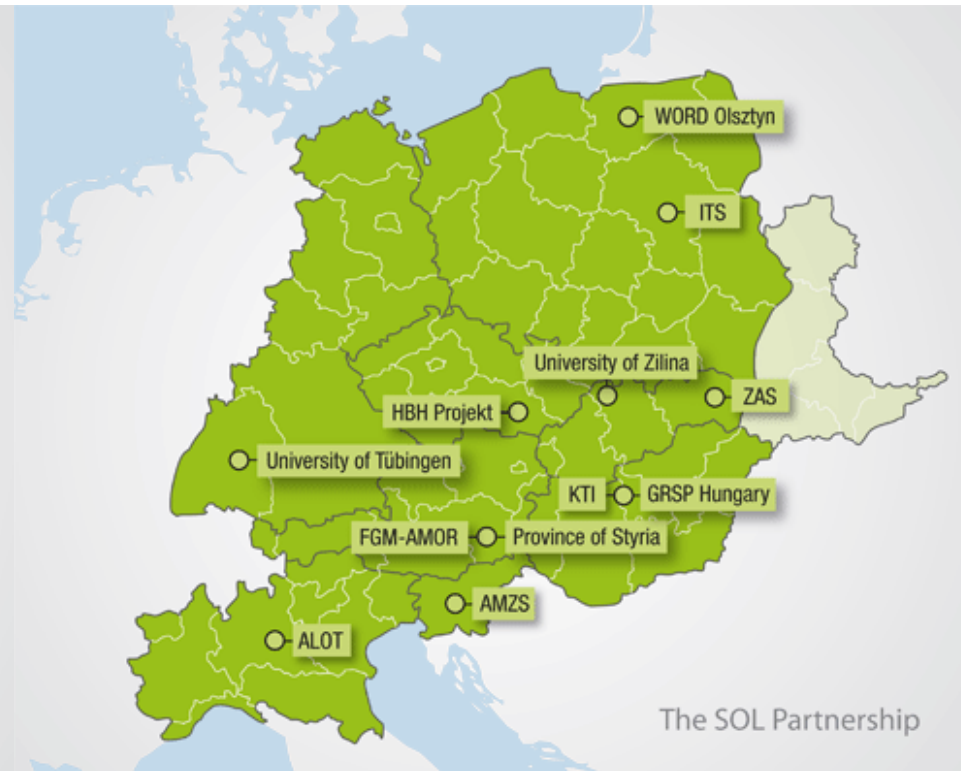 WORD Olsztyn
ITS
University of Zilina
ZAS
HBH Projekt
University of Tübingen
KTI
GRSP Hungary
FGM-AMOR
Province of Styria
AMZS
ALOT
The SOL Partnership